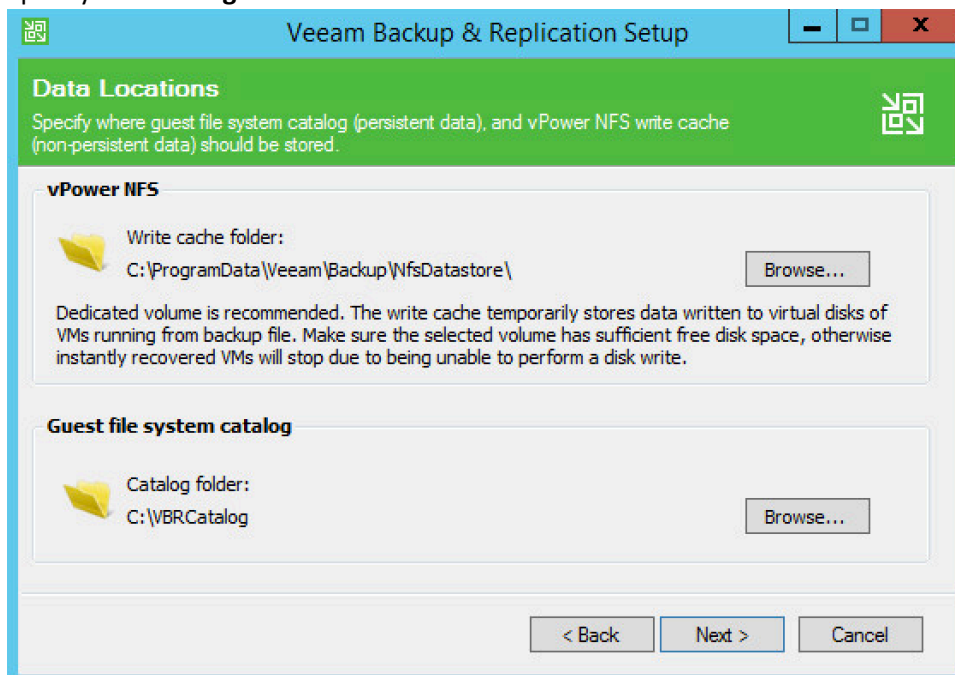 Veeam Backup & Replication Setup
Data Locations
Specify where guest file system catalog (persistent data), and vPower NFS write cache
(non-persistent data) should be stored.
vPower NFS
Write cache folder:
C:\ProgramData\Veeam\Backup\NfsDatastore\
Browse...
Dedicated volume is recommended. The write cache temporarily stores data written to virtual disks of
VMs running from backup file. Make sure the selected volume has sufficient free disk space, otherwise
instantly recovered VMs will stop due to being unable to perform a disk write.
Guest file system catalog
Catalog folder:
C:\VBRCatalog
Browse...
< Back
Next >
Cancel